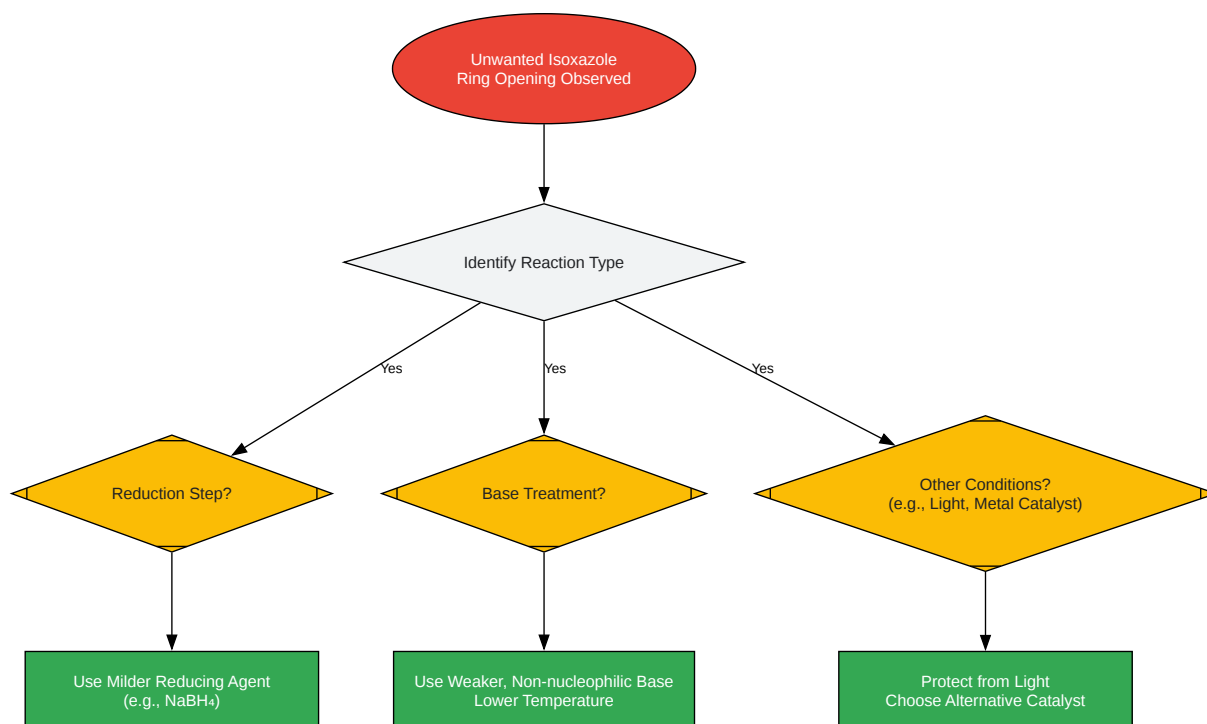 Unwanted Isoxazole
Ring Opening Observed
Identify Reaction Type
Yes
Yes
Yes
Reduction Step?
Base Treatment?
Other Conditions?
(e.g., Light, Metal Catalyst)
Use Milder Reducing Agent
(e.g., NaBH₄)
Use Weaker, Non-nucleophilic Base
Lower Temperature
Protect from Light
Choose Alternative Catalyst